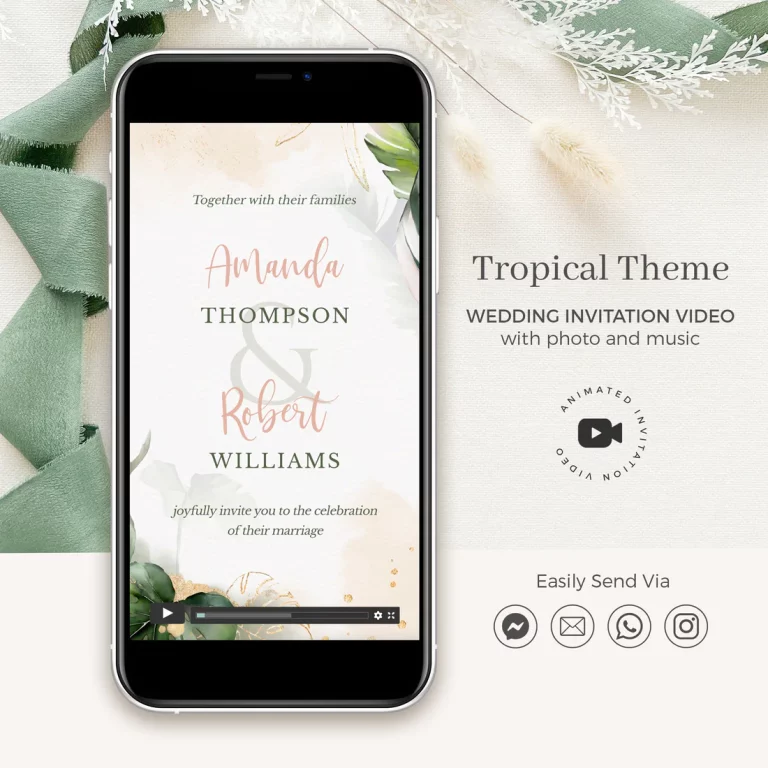 Together with their families
Amanda
THOMPSON
&
Robert
WILLIAMS
joyfully invite you to the celebration
of their marriage
Tropical Theme
WEDDING INVITATION VIDEO
with photo and music
ANIMATED INVITATION VIDEO
Easily Send Via